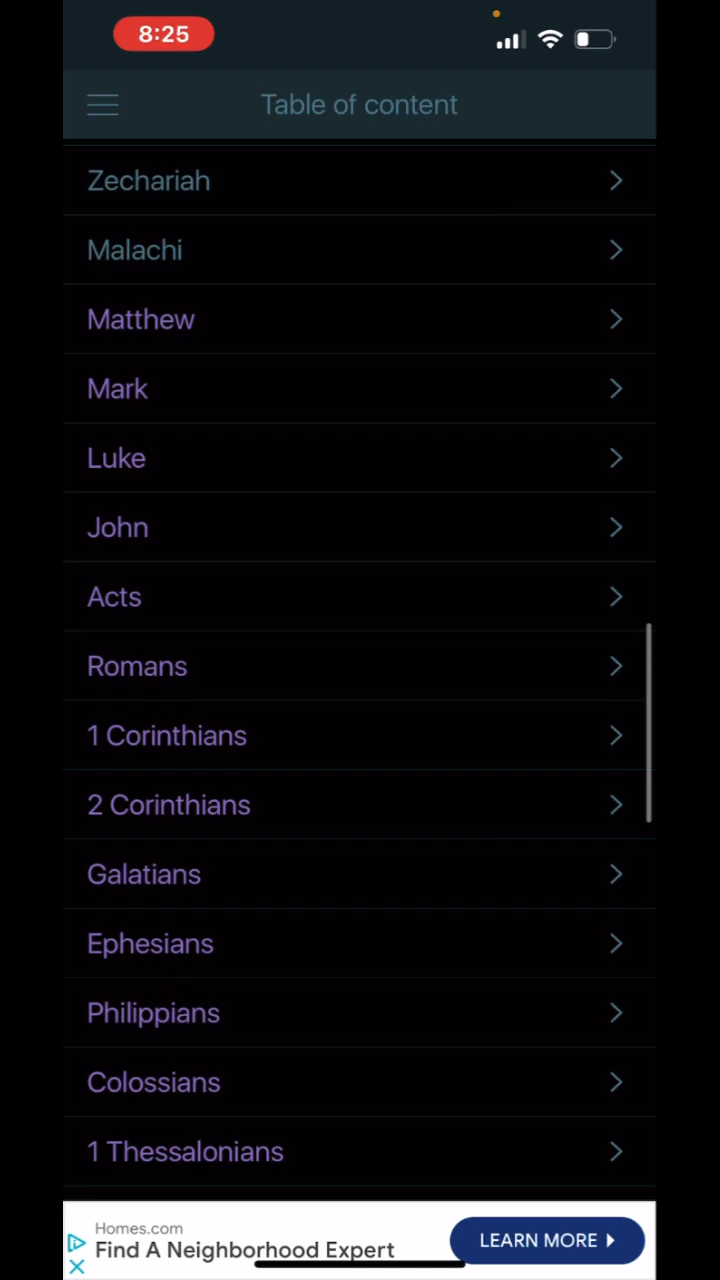 8:25
Table of content
Zechariah
Malachi
Matthew
Mark
Luke
John
Acts
Romans
1 Corinthians
2 Corinthians
Galatians
Ephesians
Philippians
Colossians
1 Thessalonians
Homes.com
Find A Neighborhood Expert
LEARN MORE